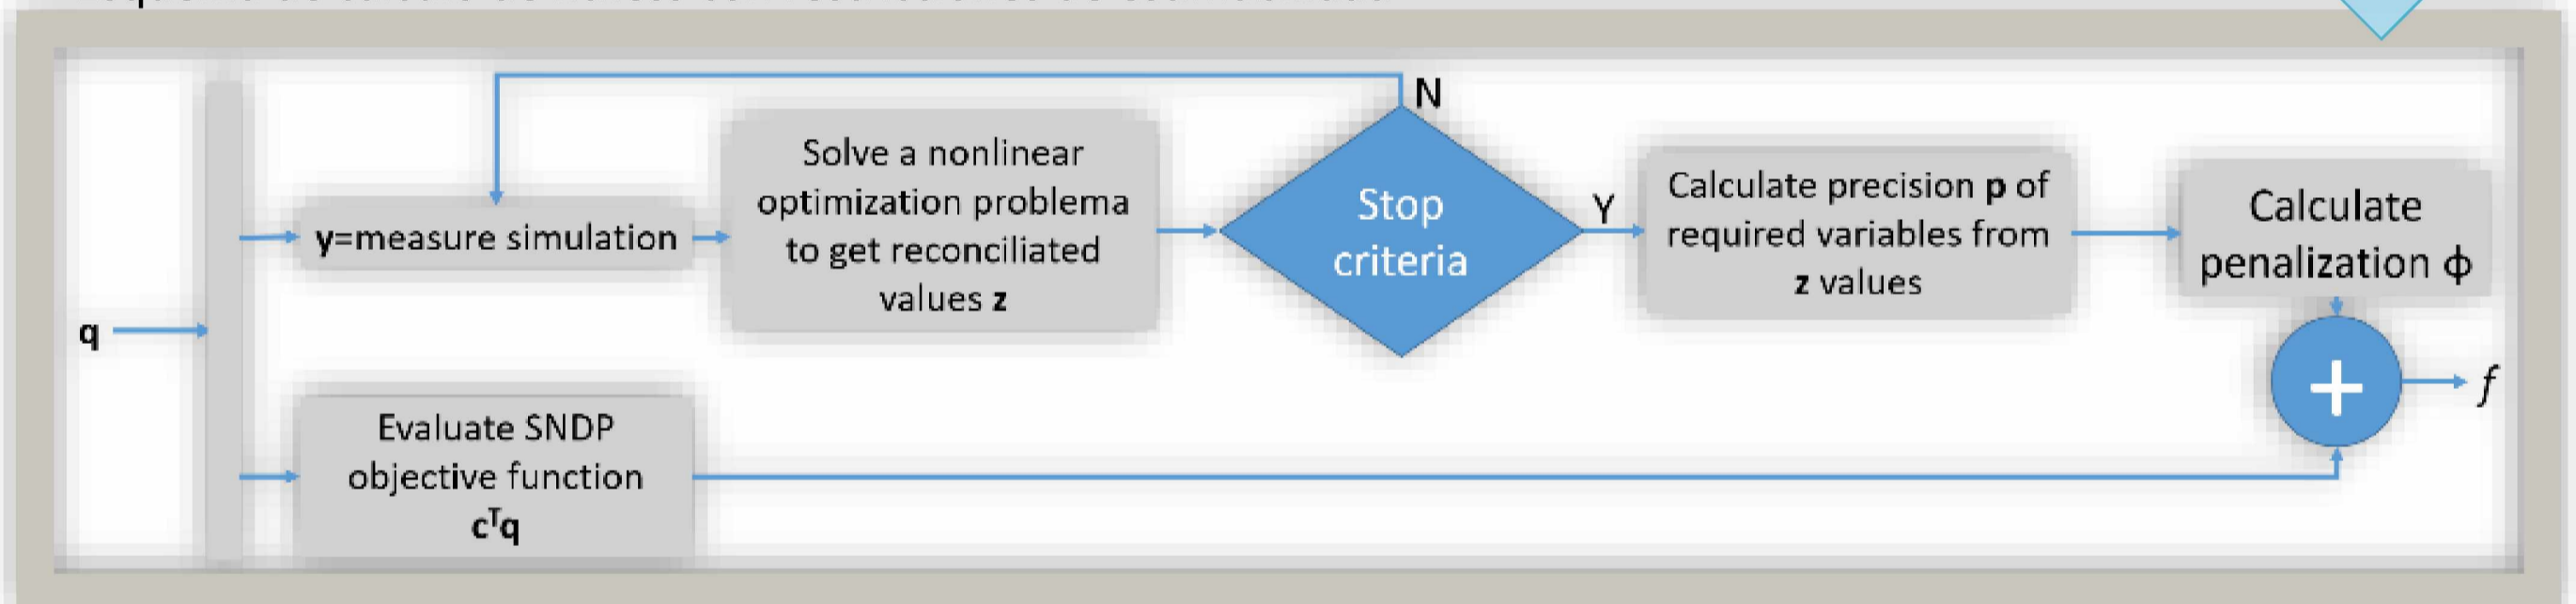 N
Solve a nonlinear
optimization problema
to get reconciliated
values z
y=measure simulation
Stop
criteria
Y
Calculate precision p of
required variables from
z values
Calculate
penalization ϕ
q
+
f
Evaluate SNDP
objective function
cᵀq